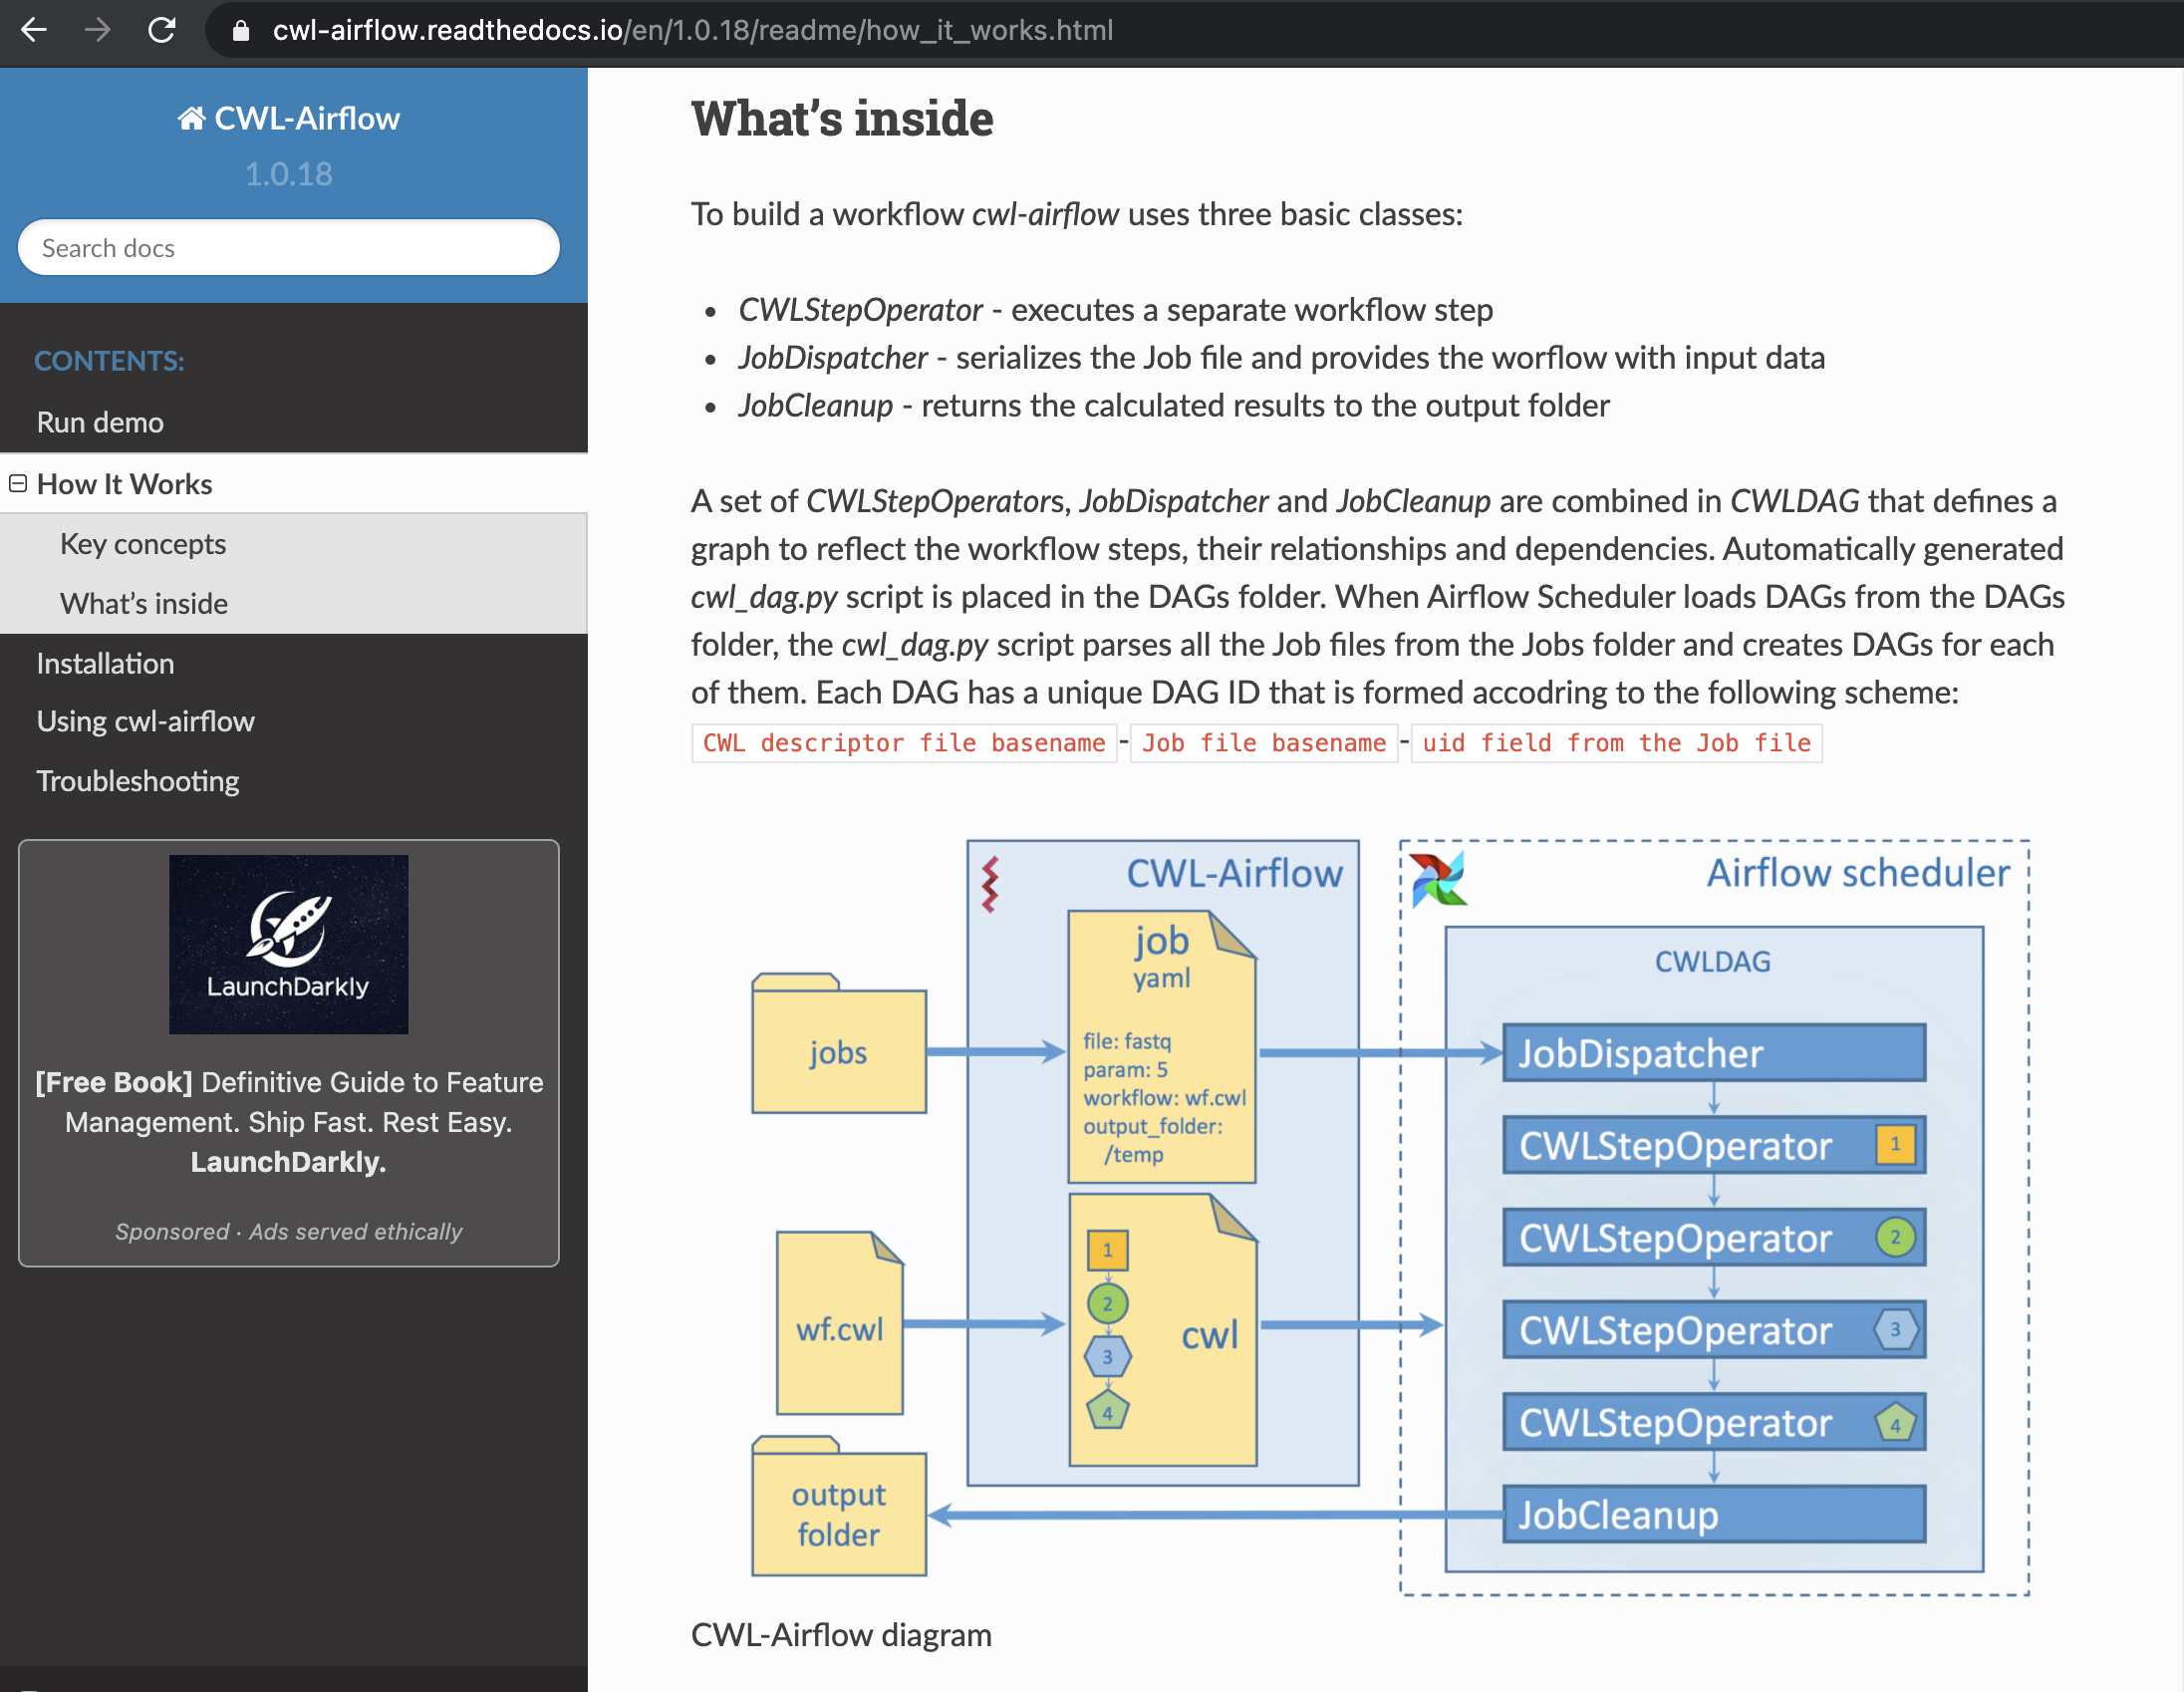 cwl-airflow.readthedocs.io/en/1.0.18/readme/how_it_works.html
CWL-Airflow
1.0.18
Search docs
CONTENTS:
Run demo
How It Works
Key concepts
What's inside
Installation
Using cwl-airflow
Troubleshooting
LaunchDarkly
[Free Book] Definitive Guide to Feature
Management. Ship Fast. Rest Easy.
LaunchDarkly.
Sponsored · Ads served ethically
What's inside
To build a workflow cwl-airflow uses three basic classes:
• CWLStepOperator - executes a separate workflow step
• JobDispatcher - serializes the Job file and provides the worflow with input data
• JobCleanup - returns the calculated results to the output folder
A set of CWLStepOperators, JobDispatcher and JobCleanup are combined in CWLDAG that defines a
graph to reflect the workflow steps, their relationships and dependencies. Automatically generated
cwl_dag.py script is placed in the DAGs folder. When Airflow Scheduler loads DAGs from the DAGs
folder, the cwl_dag.py script parses all the Job files from the Jobs folder and creates DAGs for each
of them. Each DAG has a unique DAG ID that is formed accodring to the following scheme:
CWL descriptor file basename-Job file basename-uid field from the Job file
jobs
wf.cwl
output
folder
CWL-Airflow
job
yaml
file: fastq
param: 5
workflow: wf.cwl
output_folder:
/temp
1
2
3
4
cwl
Airflow scheduler
CWLDAG
JobDispatcher
CWLStepOperator 1
CWLStepOperator 2
CWLStepOperator 3
CWLStepOperator 4
JobCleanup
CWL-Airflow diagram